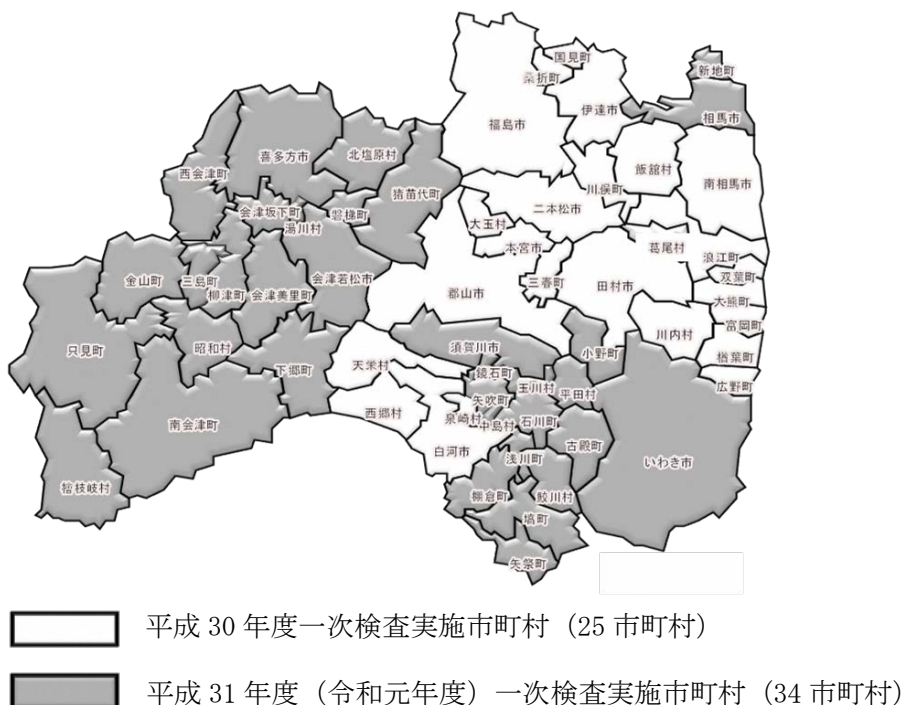 国見町
桑折町
新地町
伊達市
相馬市
福島市
喜多方市
北塩原村
飯舘村
西会津町
南相馬市
川俣町
猪苗代町
会津坂下町
磐梯町
二本松市
湯川村
大玉村
本宮市
葛尾村
浪江町
会津若松市
双葉町
金山町
三島町
三春町
田村市
柳津町
会津美里町
郡山市
大熊町
富岡町
川内村
只見町
昭和村
須賀川市
小野町
楢葉町
下郷町
天栄村
鏡石町
広野町
玉川村
平田村
矢吹町
西郷村
泉崎村
中島村
石川町
南会津町
古殿町
白河市
浅川町
いわき市
檜枝岐村
棚倉町
鮫川村
塙町
矢祭町
平成 30 年度一次検査実施市町村（25 市町村）
平成 31 年度（令和元年度）一次検査実施市町村（34 市町村）